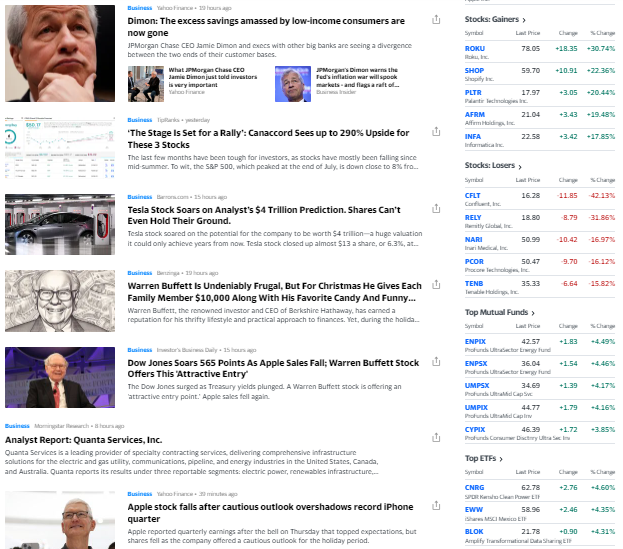 Business Yahoo Finance • 19 hours ago
Dimon: The excess savings amassed by low-income consumers are
now gone
JPMorgan Chase CEO Jamie Dimon and execs with other big banks are seeing a divergence
between the two ends of their customer bases.
What JPMorgan Chase CEO
Jamie Dimon just told investors
is very important
Yahoo Finance
JPMorgan's Dimon warns the
Fed's inflation war will spook
markets - and flags a raft of...
Business Insider
Business TipRanks • yesterday
'The Stage Is Set for a Rally': Canaccord Sees up to 290% Upside for
These 3 Stocks
The last few months have been tough for investors, as stocks have mostly been falling since
mid-summer. To wit, the S&P 500, which peaked at the end of July, is down close to 8% fro...
Business Barrons.com • 15 hours ago
Tesla Stock Soars on Analyst's $4 Trillion Prediction. Shares Can't
Even Hold Their Ground.
Tesla stock soared on the potential for the company to be worth $4 trillion—a huge valuation
it could only achieve years from now. Tesla stock closed up almost $13 a share, or 6.3%, at...
Business Benzinga • 19 hours ago
Warren Buffett Is Undeniably Frugal, But For Christmas He Gives Each
Family Member $10,000 Along With His Favorite Candy And Funny...
Warren Buffett, the renowned investor and CEO of Berkshire Hathaway, has earned a
reputation for his thrifty lifestyle and practical approach to finances. Yet, during the holida...
Business Investor's Business Daily • 15 hours ago
Dow Jones Soars 565 Points As Apple Sales Fall; Warren Buffett Stock
Offers This 'Attractive Entry'
The Dow Jones surged as Treasury yields plunged. A Warren Buffett stock is offering an
'attractive entry point.' Apple sales fell again.
Business Morningstar Research • 8 hours ago
Analyst Report: Quanta Services, Inc.
Quanta Services is a leading provider of specialty contracting services, delivering comprehensive infrastructure
solutions for the electric and gas utility, communications, pipeline, and energy industries in the United States, Canada,
and Australia. Quanta reports its results under three reportable segments: electric power, renewables infrastructure,...
Business Yahoo Finance • 39 minutes ago
Apple stock falls after cautious outlook overshadows record iPhone
quarter
Apple reported quarterly earnings after the bell on Thursday that topped expectations, but
shares fell as the company offered a cautious outlook for the holiday period.
Stocks: Gainers
Symbol Last Price Change % Change
ROKU 78.05 +18.35 +30.74%
Roku, Inc.
SHOP 59.70 +10.91 +22.36%
Shopify Inc.
PLTR 17.97 +3.05 +20.44%
Palantir Technologies Inc.
AFRM 21.04 +3.43 +19.48%
Affirm Holdings, Inc.
INFA 22.58 +3.42 +17.85%
Informatica Inc.
Stocks: Losers
Symbol Last Price Change % Change
CFLT 16.28 -11.85 -42.13%
Confluent, Inc.
RELY 18.80 -8.79 -31.86%
Remitly Global, Inc.
NARI 50.99 -10.42 -16.97%
Inari Medical, Inc.
PCOR 50.47 -9.70 -16.12%
Procore Technologies, Inc.
TENB 35.33 -6.64 -15.82%
Tenable Holdings, Inc.
Top Mutual Funds
Symbol Last Price Change % Change
ENPIX 42.57 +1.83 +4.49%
ProFunds UltraSector Energy Fund
ENPSX 36.04 +1.54 +4.46%
ProFunds UltraSector Energy Fund
UMPSX 34.69 +1.39 +4.17%
ProFunds UltraMid Cap Svc
UMPIX 44.77 +1.79 +4.16%
ProFunds UltraMid Cap Inv
CYPIX 46.39 +1.72 +3.85%
ProFunds Consumer Disctnry Ultra Sec Inv
Top ETFs
Symbol Last Price Change % Change
CNRG 62.78 +2.76 +4.60%
SPDR Kensho Clean Power ETF
EWW 58.96 +2.46 +4.35%
iShares MSCI Mexico ETF
BLOK 21.78 +0.90 +4.31%
Amplify Transformational Data Sharing ETF